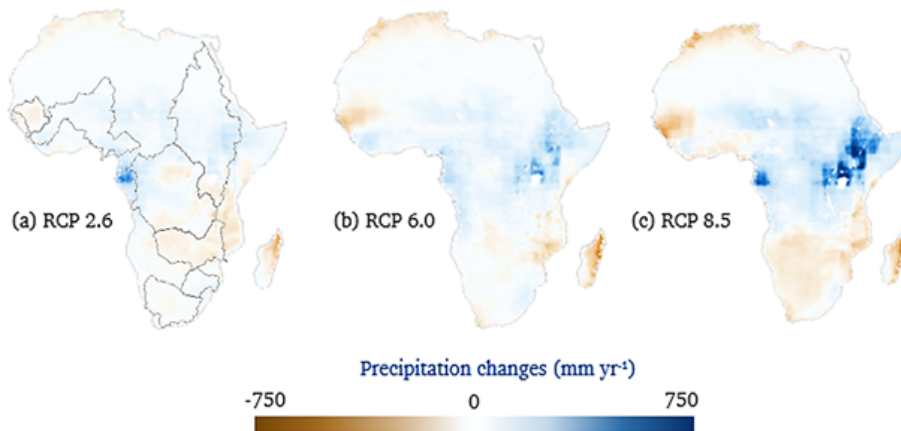 (a) RCP 2.6
(b) RCP 6.0
(c) RCP 8.5
Precipitation changes (mm yr⁻¹)
-750 0 750